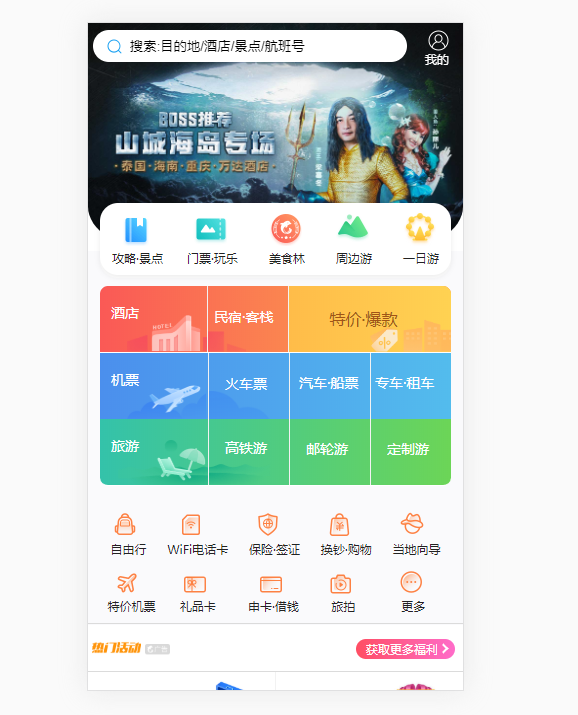 搜索:目的地/酒店/景点/航班号
我的
BOSS推荐
山城海岛专场
·泰国·海南·重庆·万达酒店·
攻略·景点 门票·玩乐 美食林 周边游 一日游
酒店 民宿·客栈 特价·爆款
HOTEL
机票 火车票 汽车·船票 专车·租车
旅游 高铁游 邮轮游 定制游
自由行 WiFi电话卡 保险·签证 换钞·购物 当地向导
特价机票 礼品卡 申卡·借钱 旅拍 更多
热门活动 广告 获取更多福利